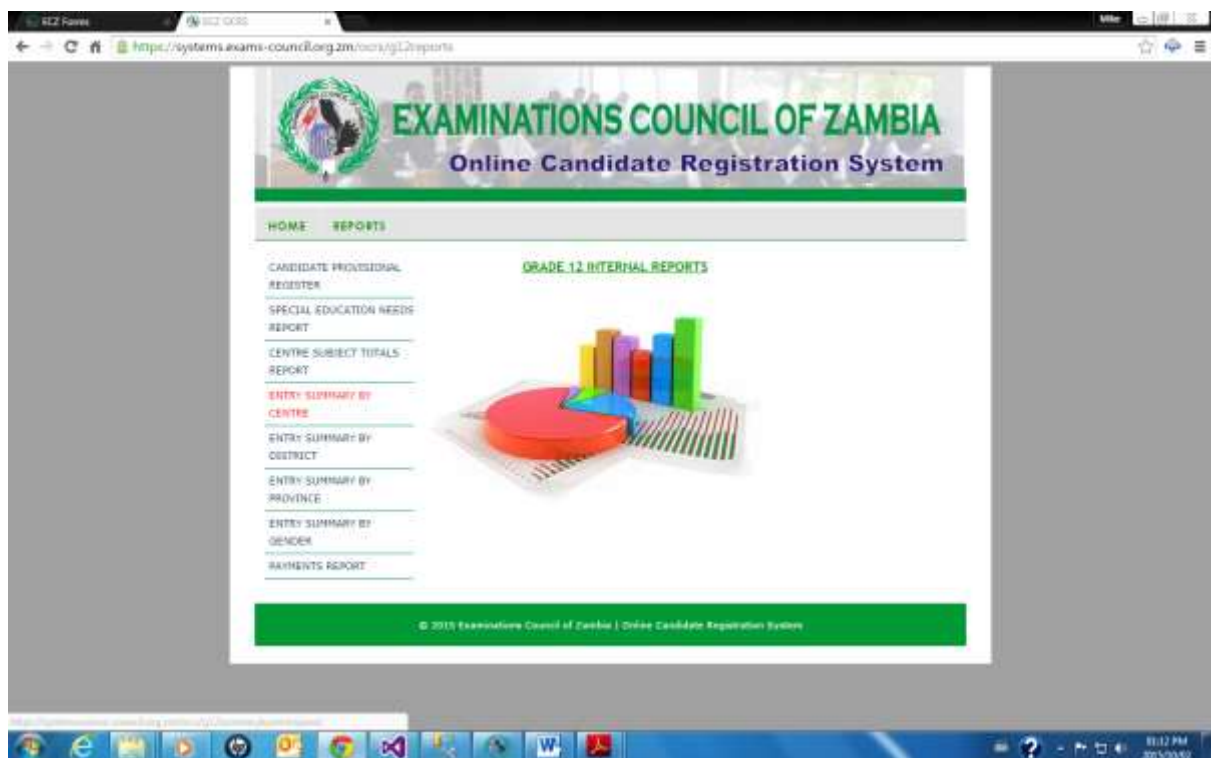 ECZ Forms
ECZ OCRS
Mike
https://systems.exams-council.org.zm/ocrs/g12reports
EXAMINATIONS COUNCIL OF ZAMBIA
Online Candidate Registration System
HOME REPORTS
CANDIDATE PROVISIONAL
REGISTER
SPECIAL EDUCATION NEEDS
REPORT
CENTRE SUBJECT TOTALS
REPORT
ENTRY SUMMARY BY
CENTRE
ENTRY SUMMARY BY
DISTRICT
ENTRY SUMMARY BY
PROVINCE
ENTRY SUMMARY BY
GENDER
PAYMENTS REPORT
GRADE 12 INTERNAL REPORTS
© 2015 Examinations Council of Zambia | Online Candidate Registration System